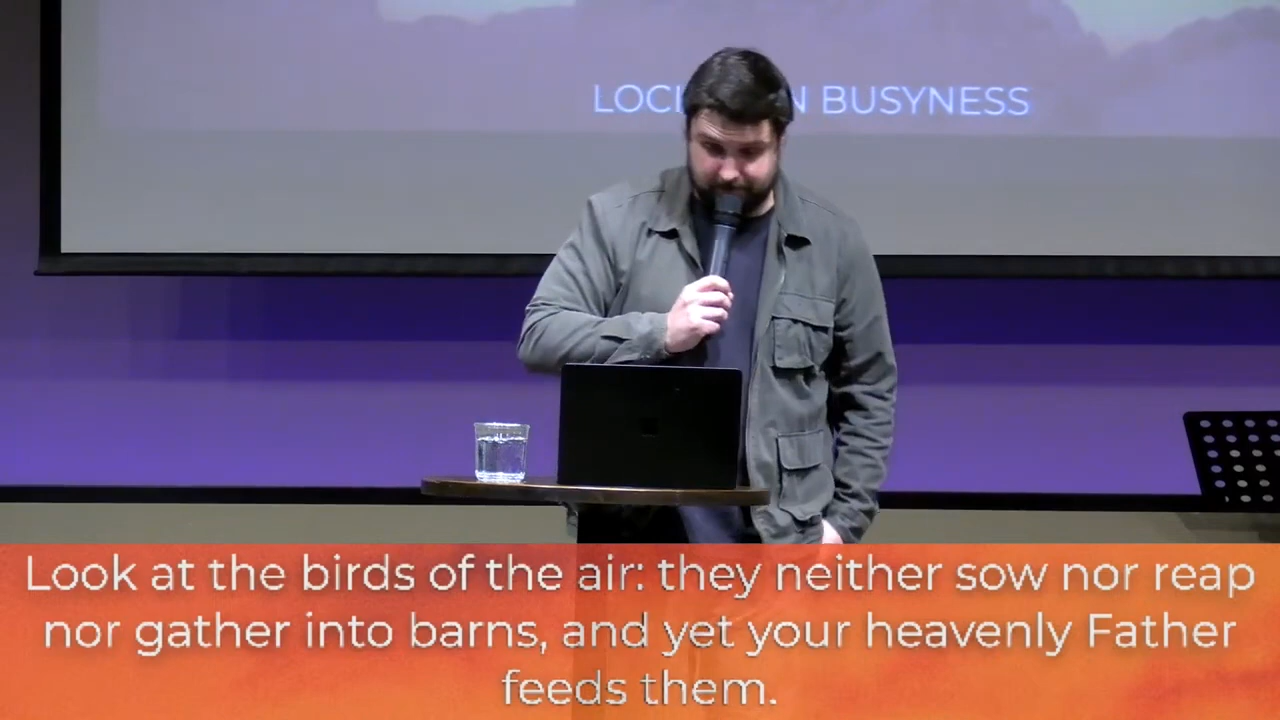 LOC N BUSYNESS
Look at the birds of the air: they neither sow nor reap
nor gather into barns, and yet your heavenly Father
feeds them.